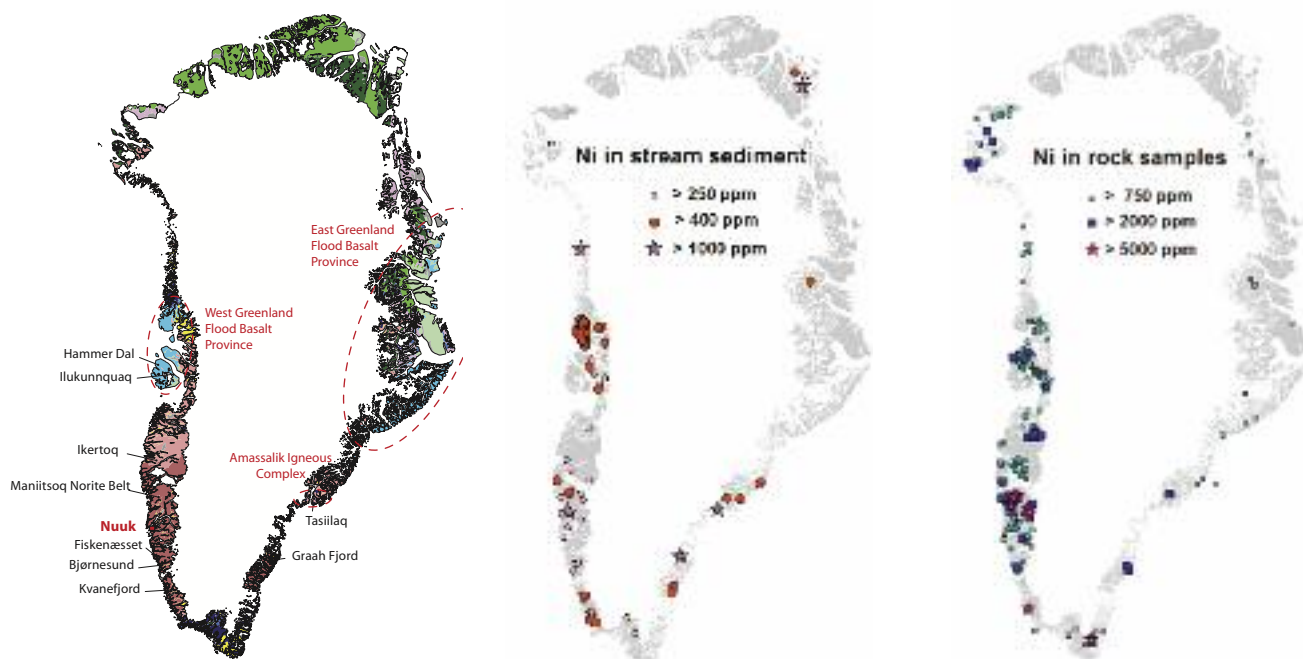 East Greenland
Flood Basalt
Province
West Greenland
Flood Basalt
Province
Hammer Dal
Ilukunnquaq
Ikertoq
Amassalik Igneous
Complex
Maniitsoq Norite Belt
Nuuk
Tasiilaq
Fiskenæsset
Graah Fjord
Bjørnesund
Kvanefjord
Ni in stream sediment
> 250 ppm
> 400 ppm
> 1000 ppm
Ni in rock samples
> 750 ppm
> 2000 ppm
> 5000 ppm